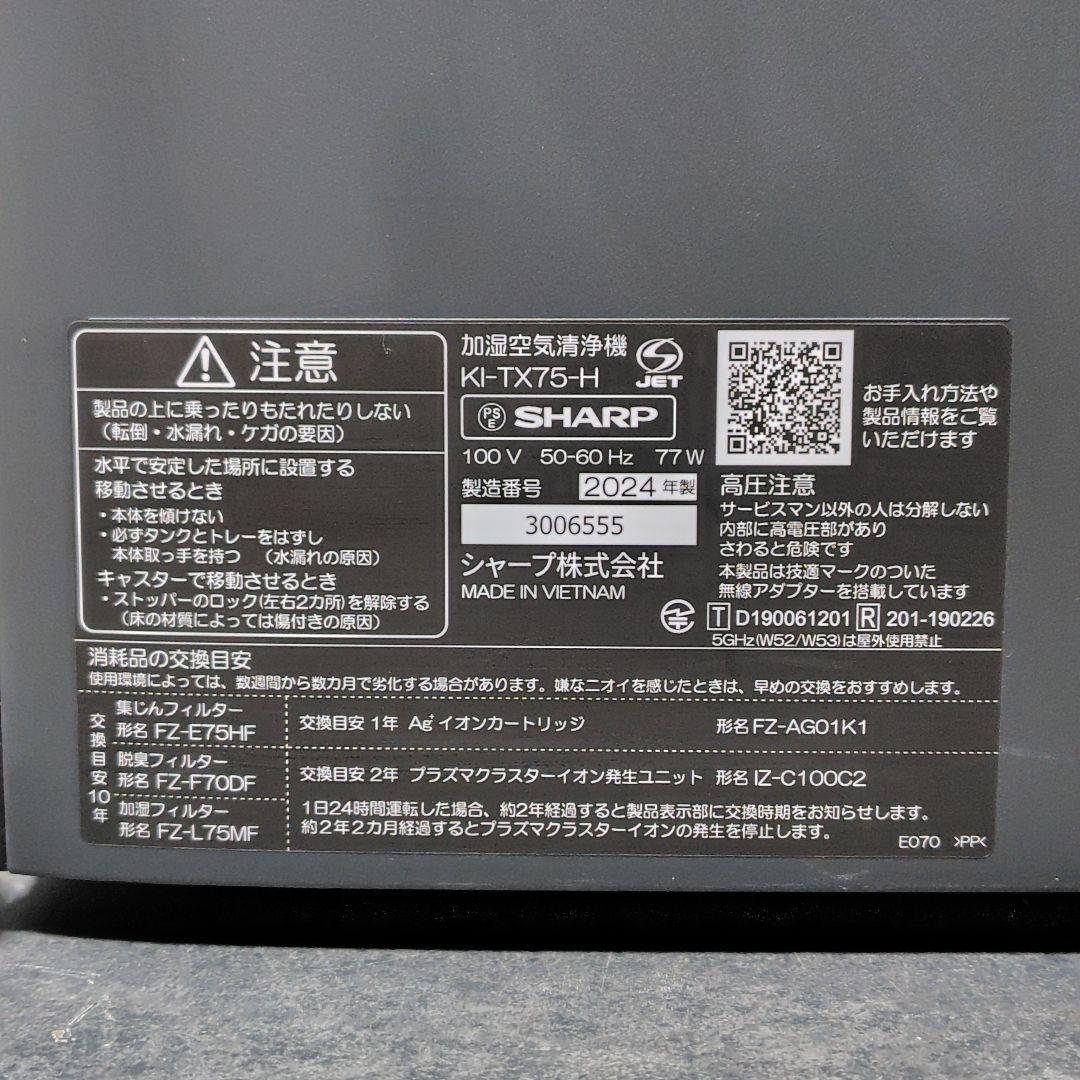 注意
製品の上に乗ったりもたれたりしない
（転倒・水漏れ・ケガの要因）
水平で安定した場所に設置する
移動させるとき
・本体を傾けない
・必ずタンクとトレーをはずし
本体取っ手を持つ （水漏れの原因）
キャスターで移動させるとき
・ストッパーのロック(左右2カ所)を解除する
（床の材質によっては傷付きの原因）
加湿空気清浄機
KI-TX75-H
S
JET
PS
E
SHARP
100 V 50-60 Hz 77 W
製造番号 2024 年製
3006555
シャープ株式会社
MADE IN VIETNAM
お手入れ方法や
製品情報をご覧
いただけます
高圧注意
サービスマン以外の人は分解しない
内部に高電圧部があり
さわると危険です
本製品は技適マークのついた
無線アダプターを搭載しています
T D190061201 R 201-190226
5GHz(W52/W53)は屋外使用禁止
消耗品の交換目安
使用環境によっては、数週間から数カ月で劣化する場合があります。嫌なニオイを感じたときは、早めの交換をおすすめします。
交換目安10年
集じんフィルター
形名 FZ-E75HF
脱臭フィルター
形名 FZ-F70DF
加湿フィルター
形名 FZ-L75MF
交換目安 1年 Ag⁺イオンカートリッジ 形名 FZ-AG01K1
交換目安 2年 プラズマクラスターイオン発生ユニット 形名 IZ-C100C2
1日24時間運転した場合、約2年経過すると製品表示部に交換時期をお知らせします。
約2年2カ月経過するとプラズマクラスターイオンの発生を停止します。
E070 >PP<